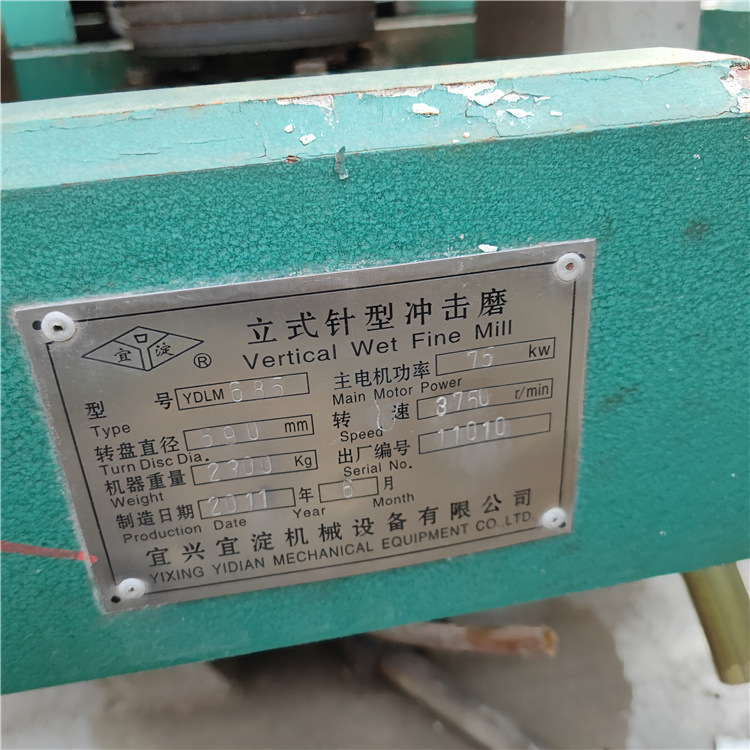 宜淀®
立式针型冲击磨
Vertical Wet Fine Mill
型号 YDLM 685
Type
主电机功率 75 kw
Main Motor Power
转盘直径 690 mm
Turn Disc Dia.
转速 3750 r/min
Speed
机器重量 2300 Kg
Weight
出厂编号 11010
Serial No.
制造日期 2011 年 6 月
Production Date Year Month
宜兴宜淀机械设备有限公司
YIXING YIDIAN MECHANICAL EQUIPMENT CO.,LTD.